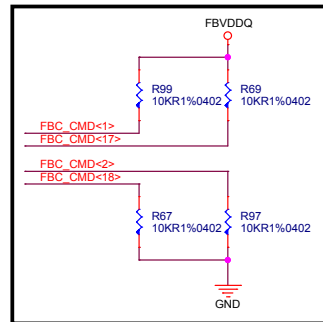 FBVDDQ
R99
10KR1%0402
R69
10KR1%0402
FBC_CMD<1>
FBC_CMD<17>
FBC_CMD<2>
FBC_CMD<18>
R67
10KR1%0402
R97
10KR1%0402
GND